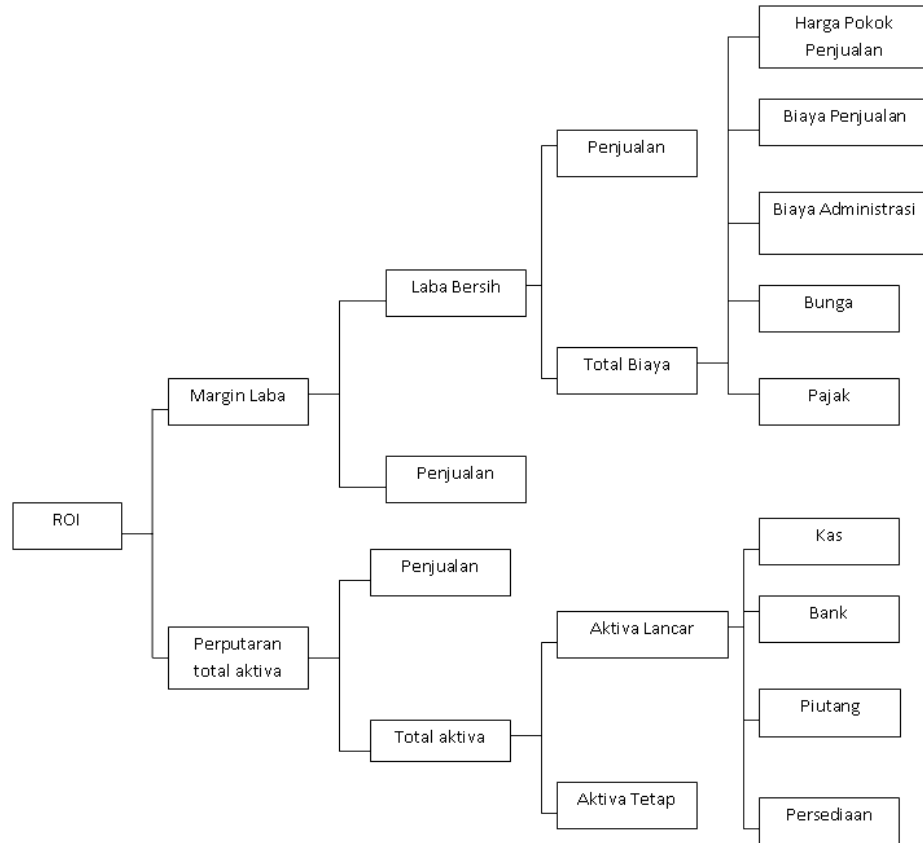 Harga Pokok
Penjualan
Biaya Penjualan
Penjualan
Biaya Administrasi
Laba Bersih
Bunga
Total Biaya
Margin Laba
Pajak
Penjualan
ROI
Kas
Penjualan
Bank
Aktiva Lancar
Perputaran
total aktiva
Piutang
Total aktiva
Aktiva Tetap
Persediaan